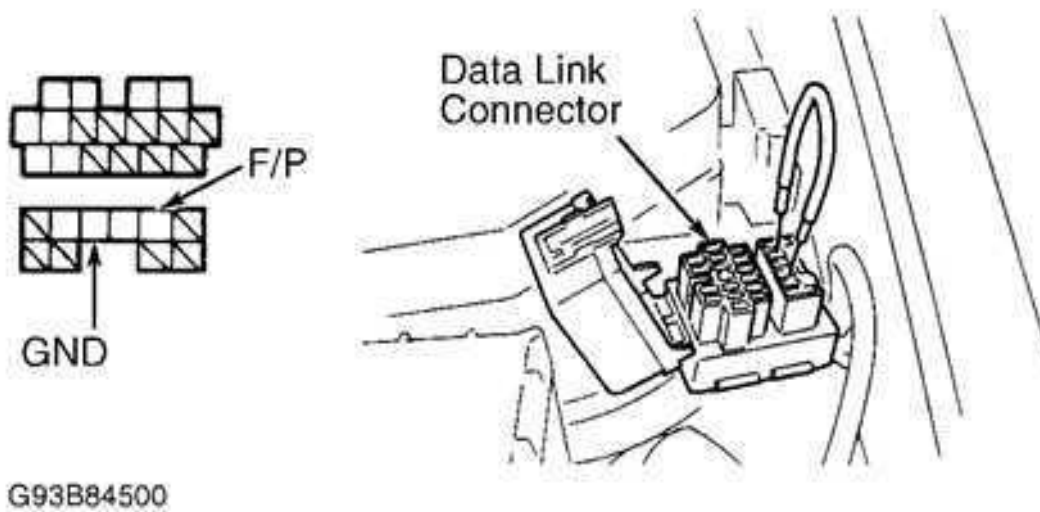 Data Link
Connector
F/P
GND
G93B84500